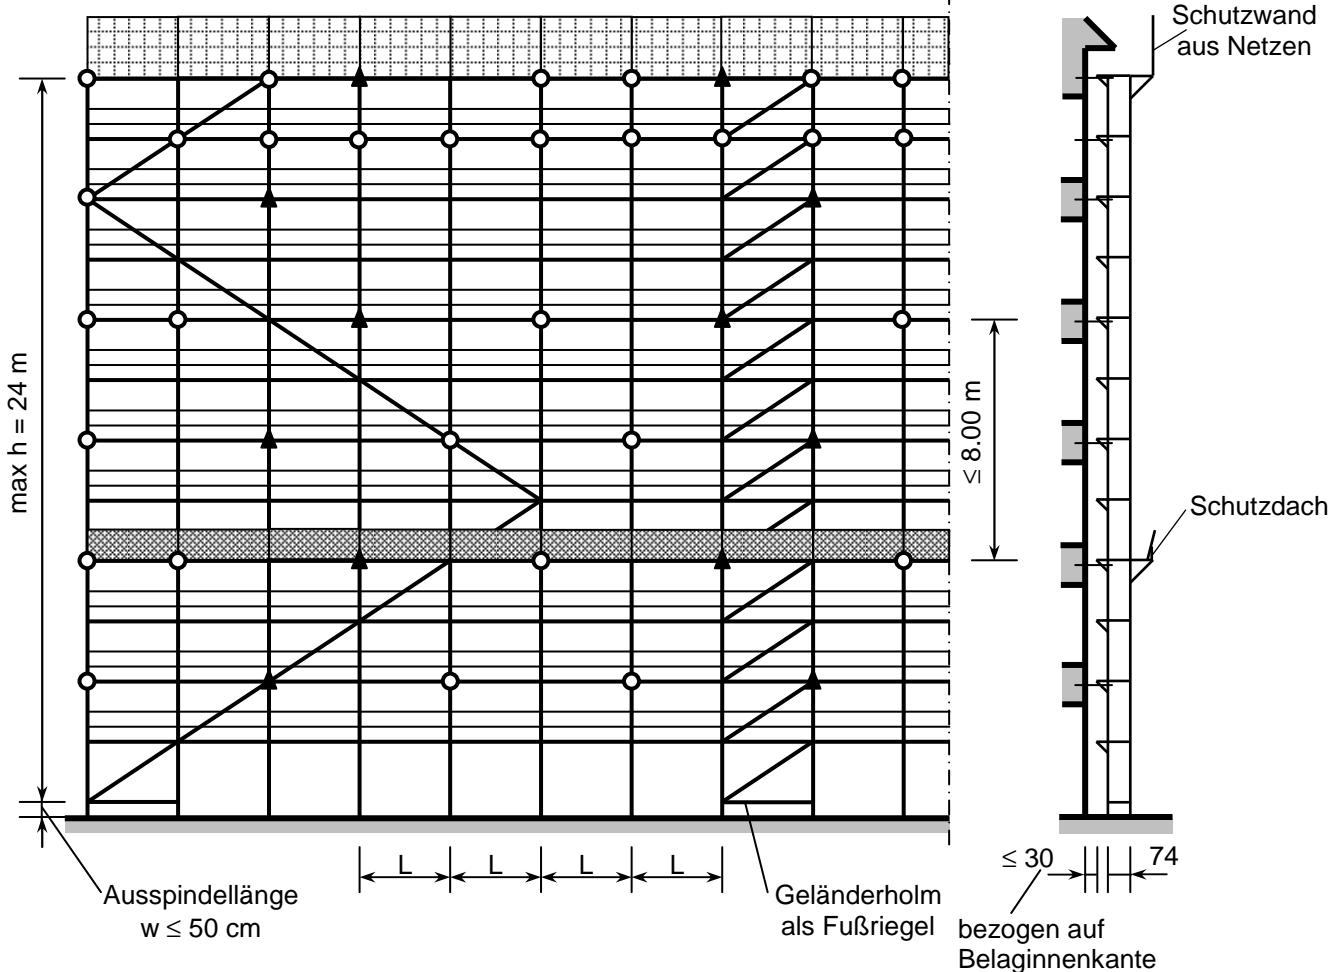 Schutzwand
aus Netzen
max h = 24 m
≤ 8.00 m
Schutzdach
≤ 30
74
L
L
L
L
Ausspindellänge
w ≤ 50 cm
Geländerholm
als Fußriegel
bezogen auf
Belaginnenkante